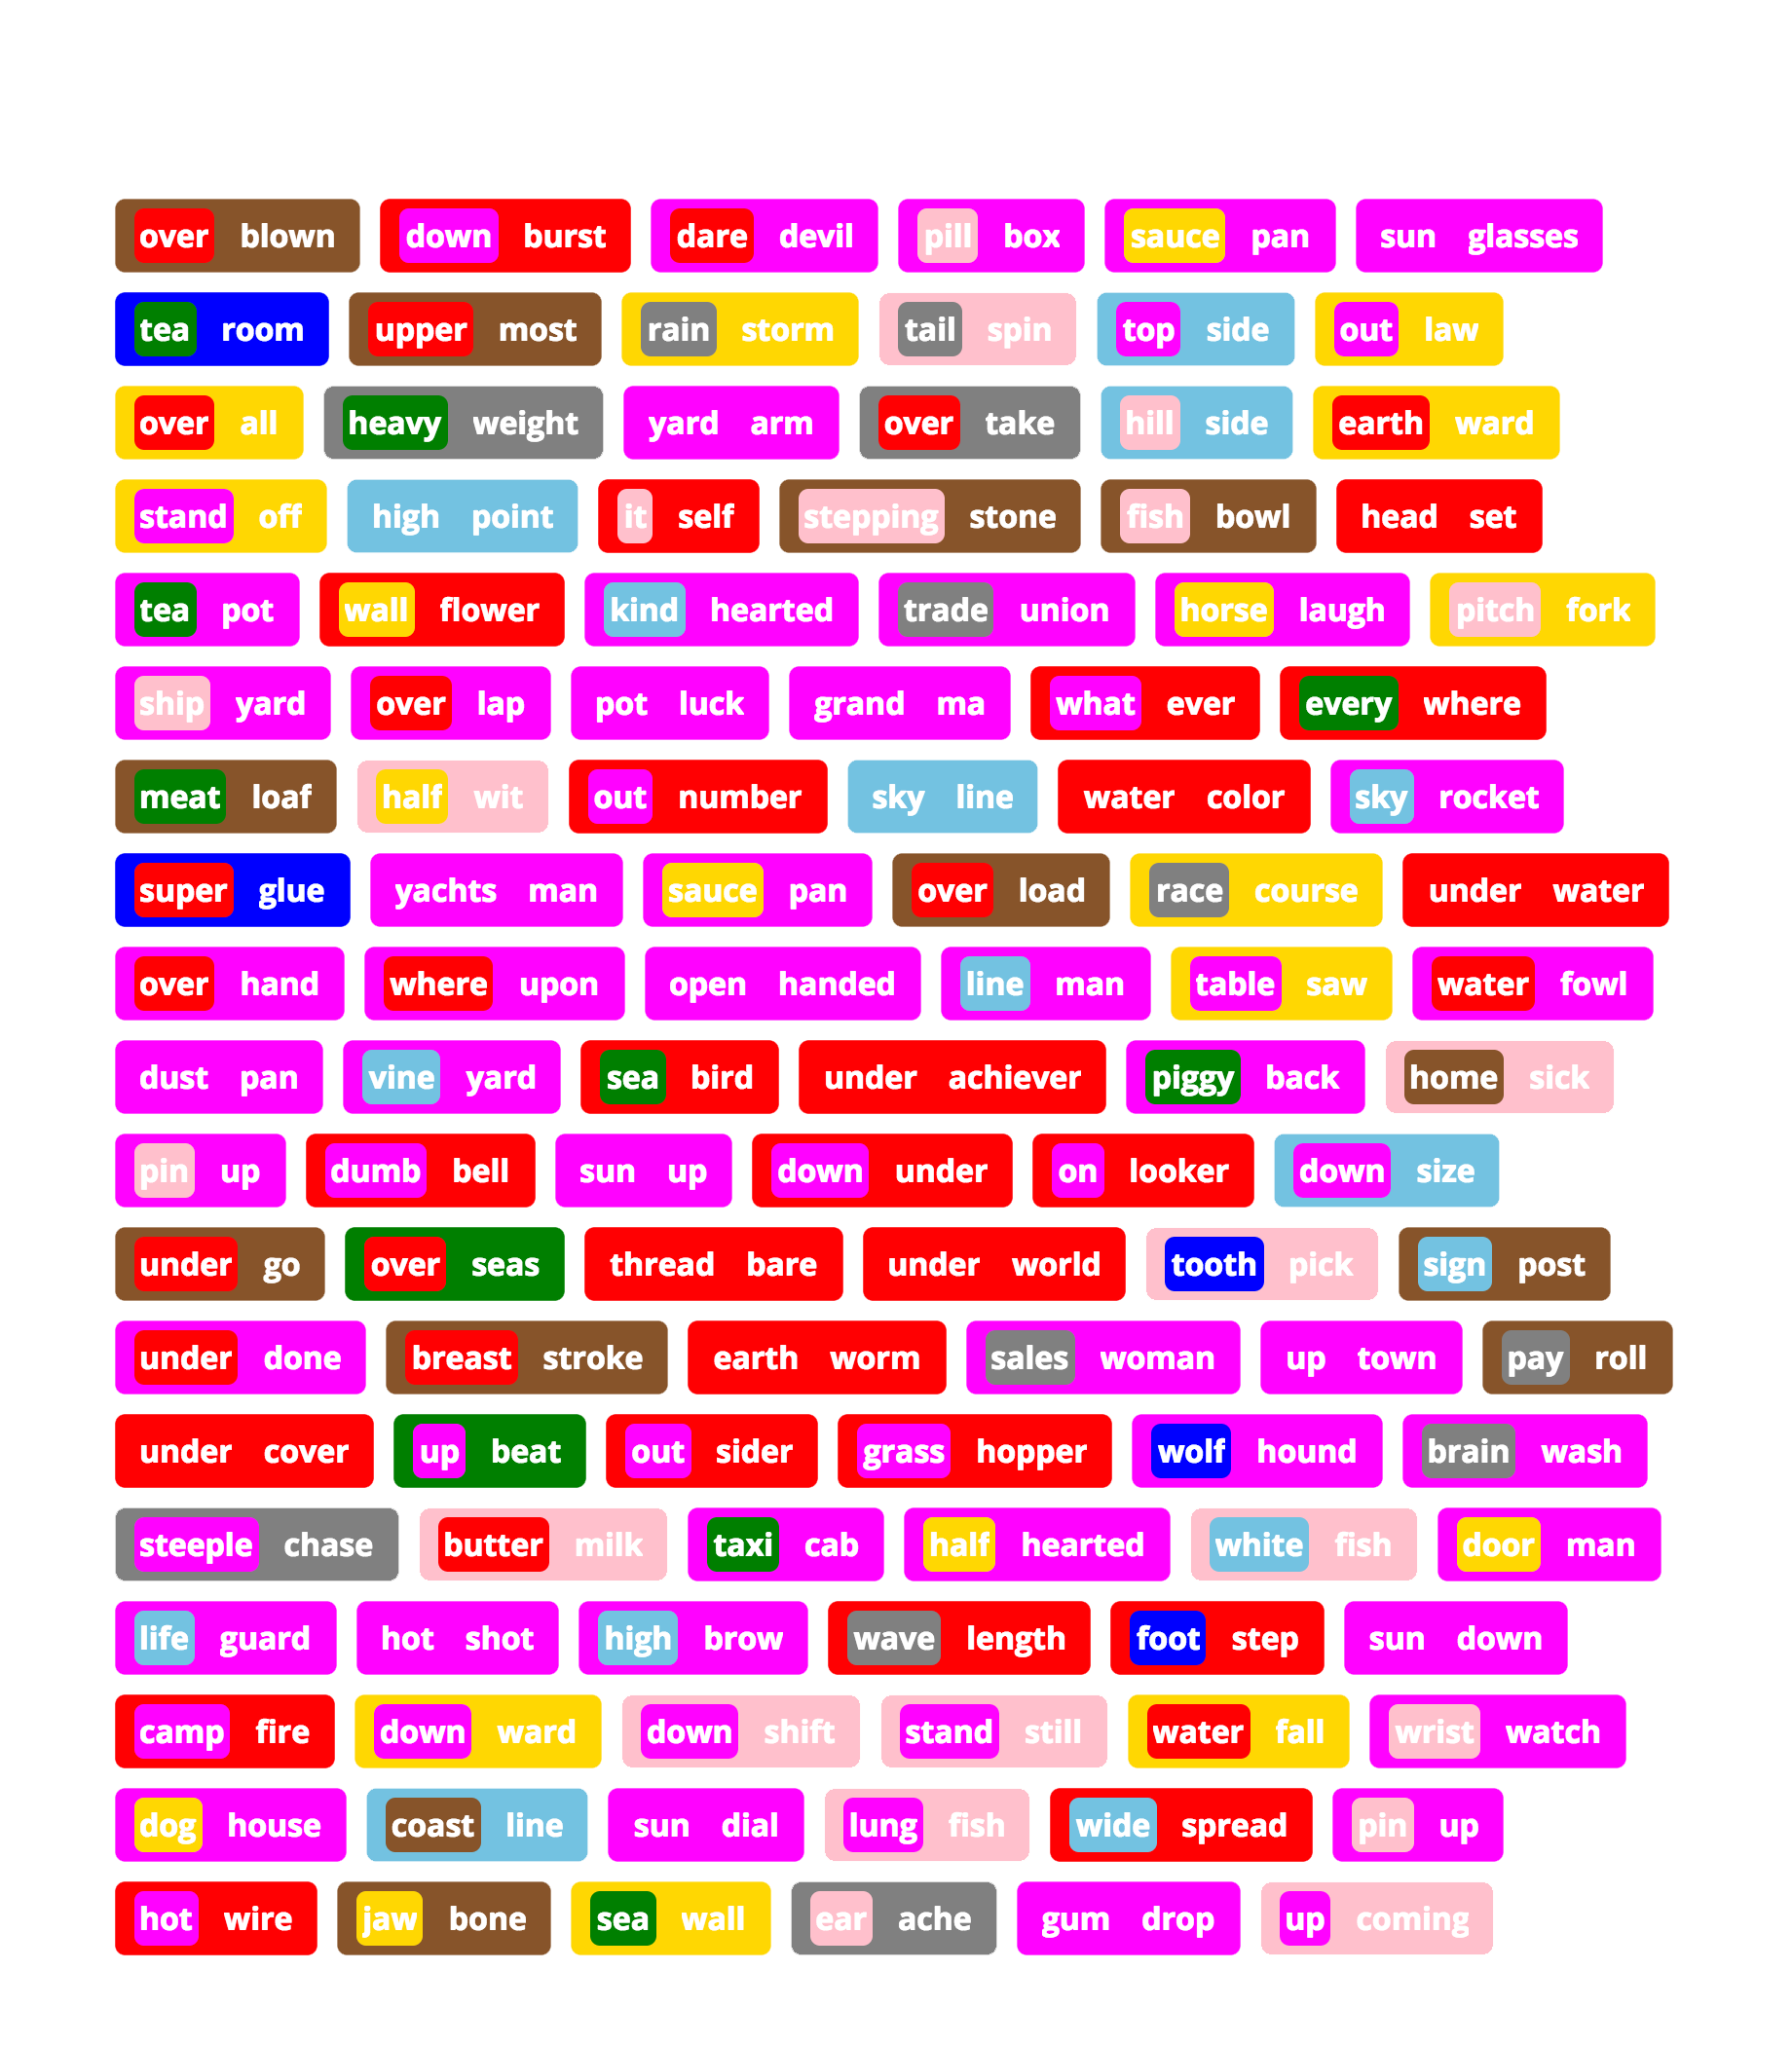 over blown down burst dare devil pill box sauce pan sun glasses
tea room upper most rain storm tail spin top side out law
over all heavy weight yard arm over take hill side earth ward
stand off high point it self stepping stone fish bowl head set
tea pot wall flower kind hearted trade union horse laugh pitch fork
ship yard over lap pot luck grand ma what ever every where
meat loaf half wit out number sky line water color sky rocket
super glue yachts man sauce pan over load race course under water
over hand where upon open handed line man table saw water fowl
dust pan vine yard sea bird under achiever piggy back home sick
pin up dumb bell sun up down under on looker down size
under go over seas thread bare under world tooth pick sign post
under done breast stroke earth worm sales woman up town pay roll
under cover up beat out sider grass hopper wolf hound brain wash
steeple chase butter milk taxi cab half hearted white fish door man
life guard hot shot high brow wave length foot step sun down
camp fire down ward down shift stand still water fall wrist watch
dog house coast line sun dial lung fish wide spread pin up
hot wire jaw bone sea wall ear ache gum drop up coming